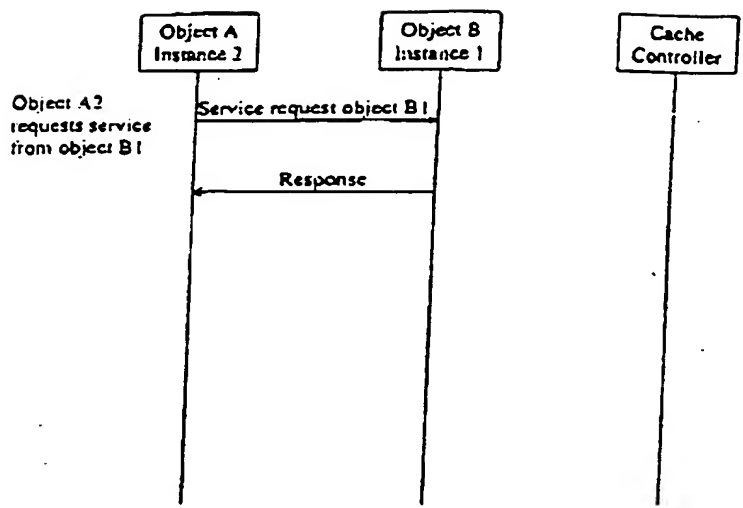 Object A
Instance 2
Object B
Instance 1
Cache
Controller
Object A2
requests service
from object B1
Service request object B1
Response